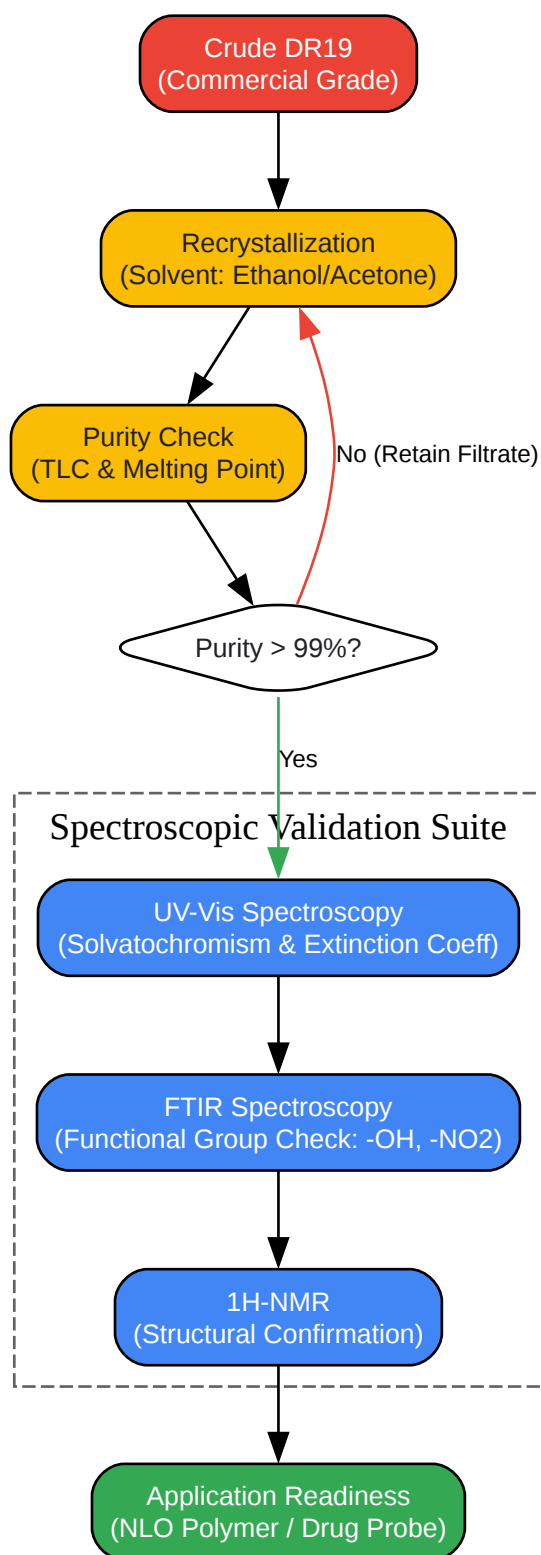 Crude DR19
(Commercial Grade)
Recrystallization
(Solvent: Ethanol/Acetone)
Purity Check
(TLC & Melting Point)
No (Retain Filtrate)
Purity > 99%?
Yes
Spectroscopic Validation Suite
UV-Vis Spectroscopy
(Solvatochromism & Extinction Coeff)
FTIR Spectroscopy
(Functional Group Check: -OH, -NO2)
1H-NMR
(Structural Confirmation)
Application Readiness
(NLO Polymer / Drug Probe)